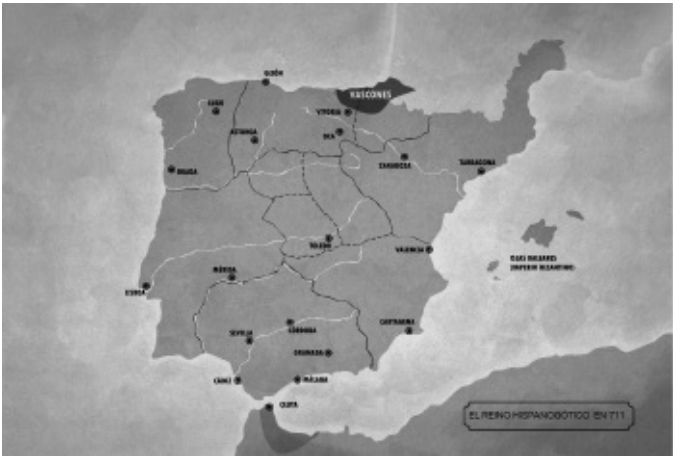 GIJÓN
VASCONES
LUGO
VITORIA
ASTORGA
OCA
ZARAGOZA
TARRAGONA
BRAGA
TOLEDO
VALENCIA
ISLAS BALEARES
(IMPERIO BIZANTINO)
MÉRIDA
LISBOA
CÓRDOBA
SEVILLA
CARTAGENA
GRANADA
CÁDIZ
MÁLAGA
CEUTA
EL REINO HISPANOGÓTICO EN 711